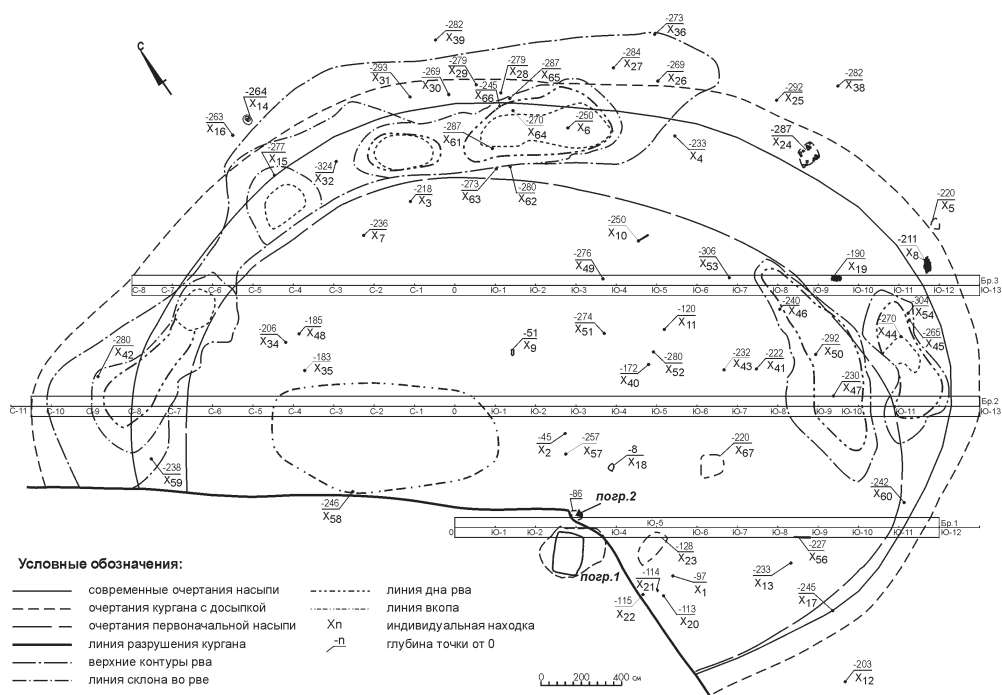 С
-282
X39
-273
X36
-279
X29
-279
X28
-287
X65
-284
X27
-269
X26
-293
X31
-269
X30
-245
X66
-292
X25
-282
X38
-264
X14
-263
X16
-270
X64
-250
X6
-287
X61
-233
X4
-287
X24
-277
X15
-324
X32
-273
X63
-280
X62
-218
X3
-220
X5
-236
X7
-250
X10
-211
X8
-276
X49
-306
X53
-190
X19
Бр.3
С-8 С-7 С-6 С-5 С-4 С-3 С-2 С-1 0 Ю-1 Ю-2 Ю-3 Ю-4 Ю-5 Ю-6 Ю-7 Ю-8 Ю-9 Ю-10 Ю-11 Ю-12 Ю-13
-240
X46
-304
X54
-270
X44
-265
X45
-206
X34
-185
X48
-274
X51
-120
X11
-51
X9
-280
X42
-183
X35
-172
X40
-280
X52
-232
X43
-222
X41
-292
X50
-230
X47
Бр.2
С-11 С-10 С-9 С-8 С-7 С-6 С-5 С-4 С-3 С-2 С-1 0 Ю-1 Ю-2 Ю-3 Ю-4 Ю-5 Ю-6 Ю-7 Ю-8 Ю-9 Ю-10 Ю-11 Ю-13
-45
X2
-257
X57
-8
X18
-220
X67
-238
X59
-246
X58
-86
погр.2
-242
X60
Бр.1
0 Ю-1 Ю-2 Ю-5 Ю-6 Ю-7 Ю-8 Ю-9 Ю-10 Ю-11 Ю-12
погр.1
-128
X23
-227
X56
-233
X13
-114
X21
-97
X1
-115
X22
-113
X20
-245
X17
-203
X12
Условные обозначения:
современные очертания насыпи
очертания кургана с досыпкой
очертания первоначальной насыпи
линия разрушения кургана
верхние контуры рва
линия склона во рве
линия дна рва
линия вкопа
Xn индивидуальная находка
-n глубина точки от 0
0 200 400 см